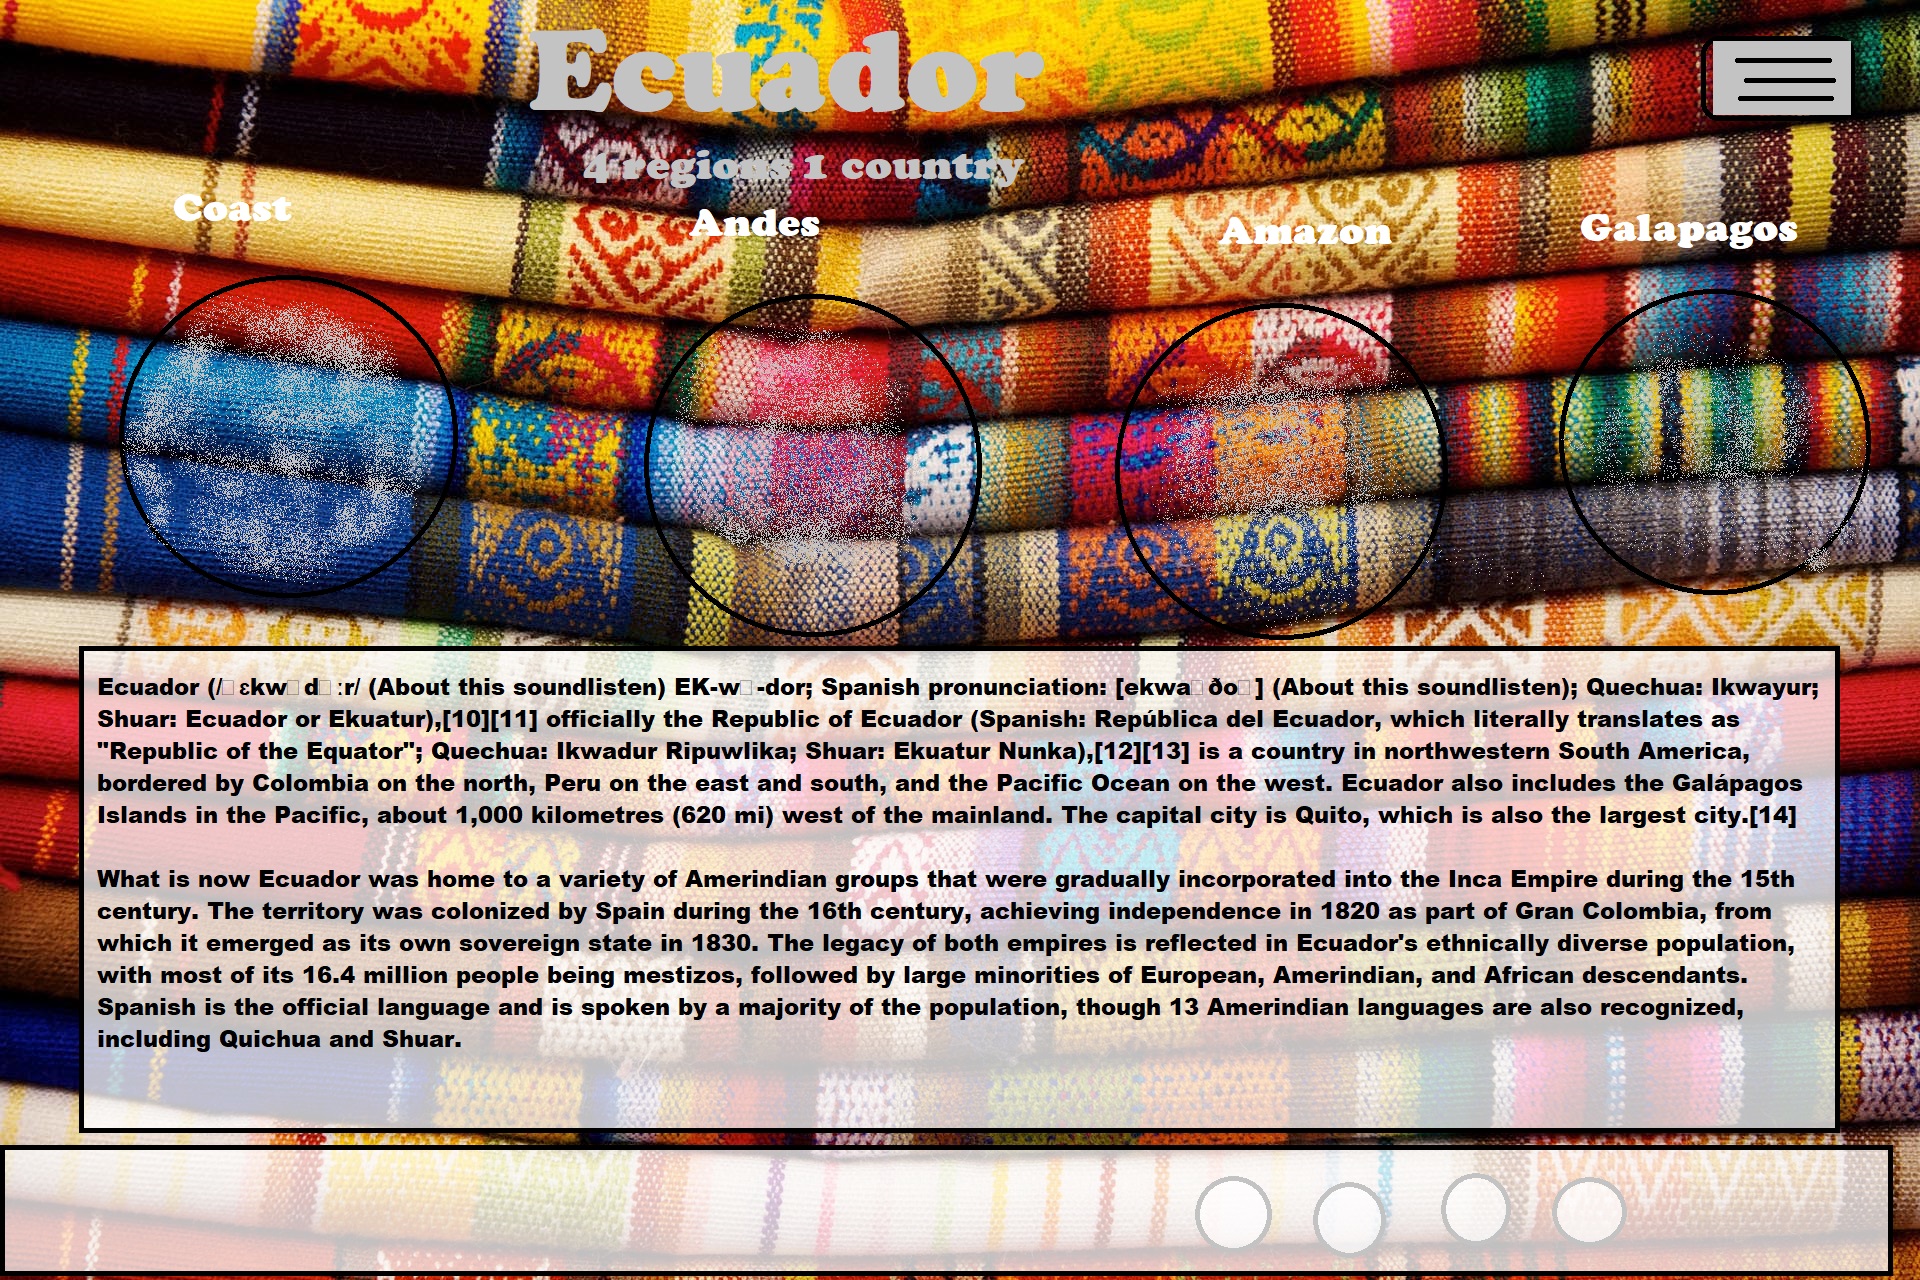 Ecuador
4 regions 1 country
Coast
Andes
Amazon
Galapagos
Ecuador (/□ɛkw□d□ːr/ (About this soundlisten) EK-w□-dor; Spanish pronunciation: [ekwa□ðo□] (About this soundlisten); Quechua: Ikwayur;
Shuar: Ecuador or Ekuatur),[10][11] officially the Republic of Ecuador (Spanish: República del Ecuador, which literally translates as
"Republic of the Equator"; Quechua: Ikwadur Ripuwlika; Shuar: Ekuatur Nunka),[12][13] is a country in northwestern South America,
bordered by Colombia on the north, Peru on the east and south, and the Pacific Ocean on the west. Ecuador also includes the Galápagos
Islands in the Pacific, about 1,000 kilometres (620 mi) west of the mainland. The capital city is Quito, which is also the largest city.[14]
What is now Ecuador was home to a variety of Amerindian groups that were gradually incorporated into the Inca Empire during the 15th
century. The territory was colonized by Spain during the 16th century, achieving independence in 1820 as part of Gran Colombia, from
which it emerged as its own sovereign state in 1830. The legacy of both empires is reflected in Ecuador's ethnically diverse population,
with most of its 16.4 million people being mestizos, followed by large minorities of European, Amerindian, and African descendants.
Spanish is the official language and is spoken by a majority of the population, though 13 Amerindian languages are also recognized,
including Quichua and Shuar.